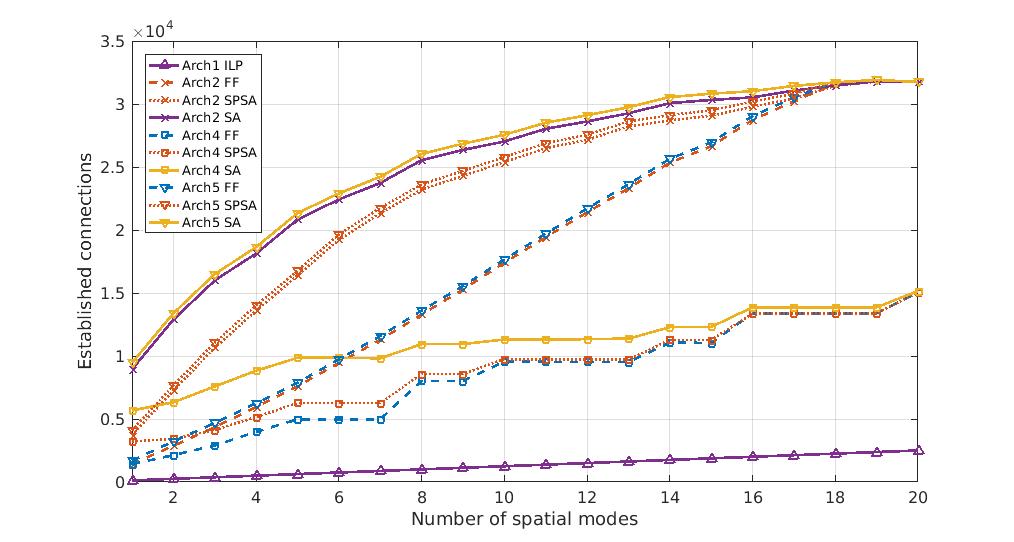 ×10⁴
3.5
3
2.5
2
1.5
1
0.5
0
Established connections
Arch1 ILP
Arch2 FF
Arch2 SPSA
Arch2 SA
Arch4 FF
Arch4 SPSA
Arch4 SA
Arch5 FF
Arch5 SPSA
Arch5 SA
2 4 6 8 10 12 14 16 18 20
Number of spatial modes